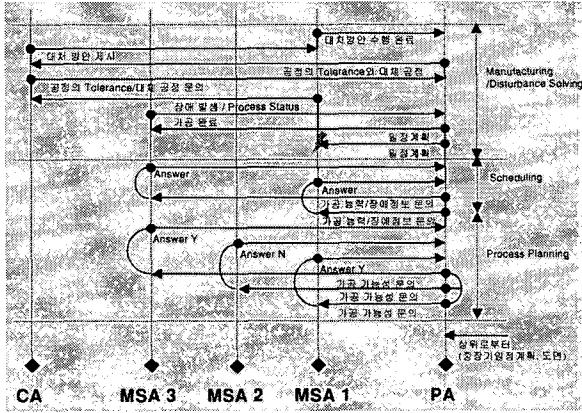 대처방안 수행 완료
대처 방안 제시
공정의 Tolerance와 대체 공정
공정의 Tolerance/대체 공정 문의
Manufacturing
/Disturbance Solving
장애 발생 / Process Status
가공 완료
일정계획
일정계획
Answer
Scheduling
Answer
가공 능력/장애정보 문의
가공 능력/장애정보 문의
Answer Y
Answer N
Process Planning
Answer Y
가공 가능성 문의
가공 가능성 문의
가공 가능성 문의
상위로부터
(중장기일정계획, 도면)
CA
MSA 3
MSA 2
MSA 1
PA